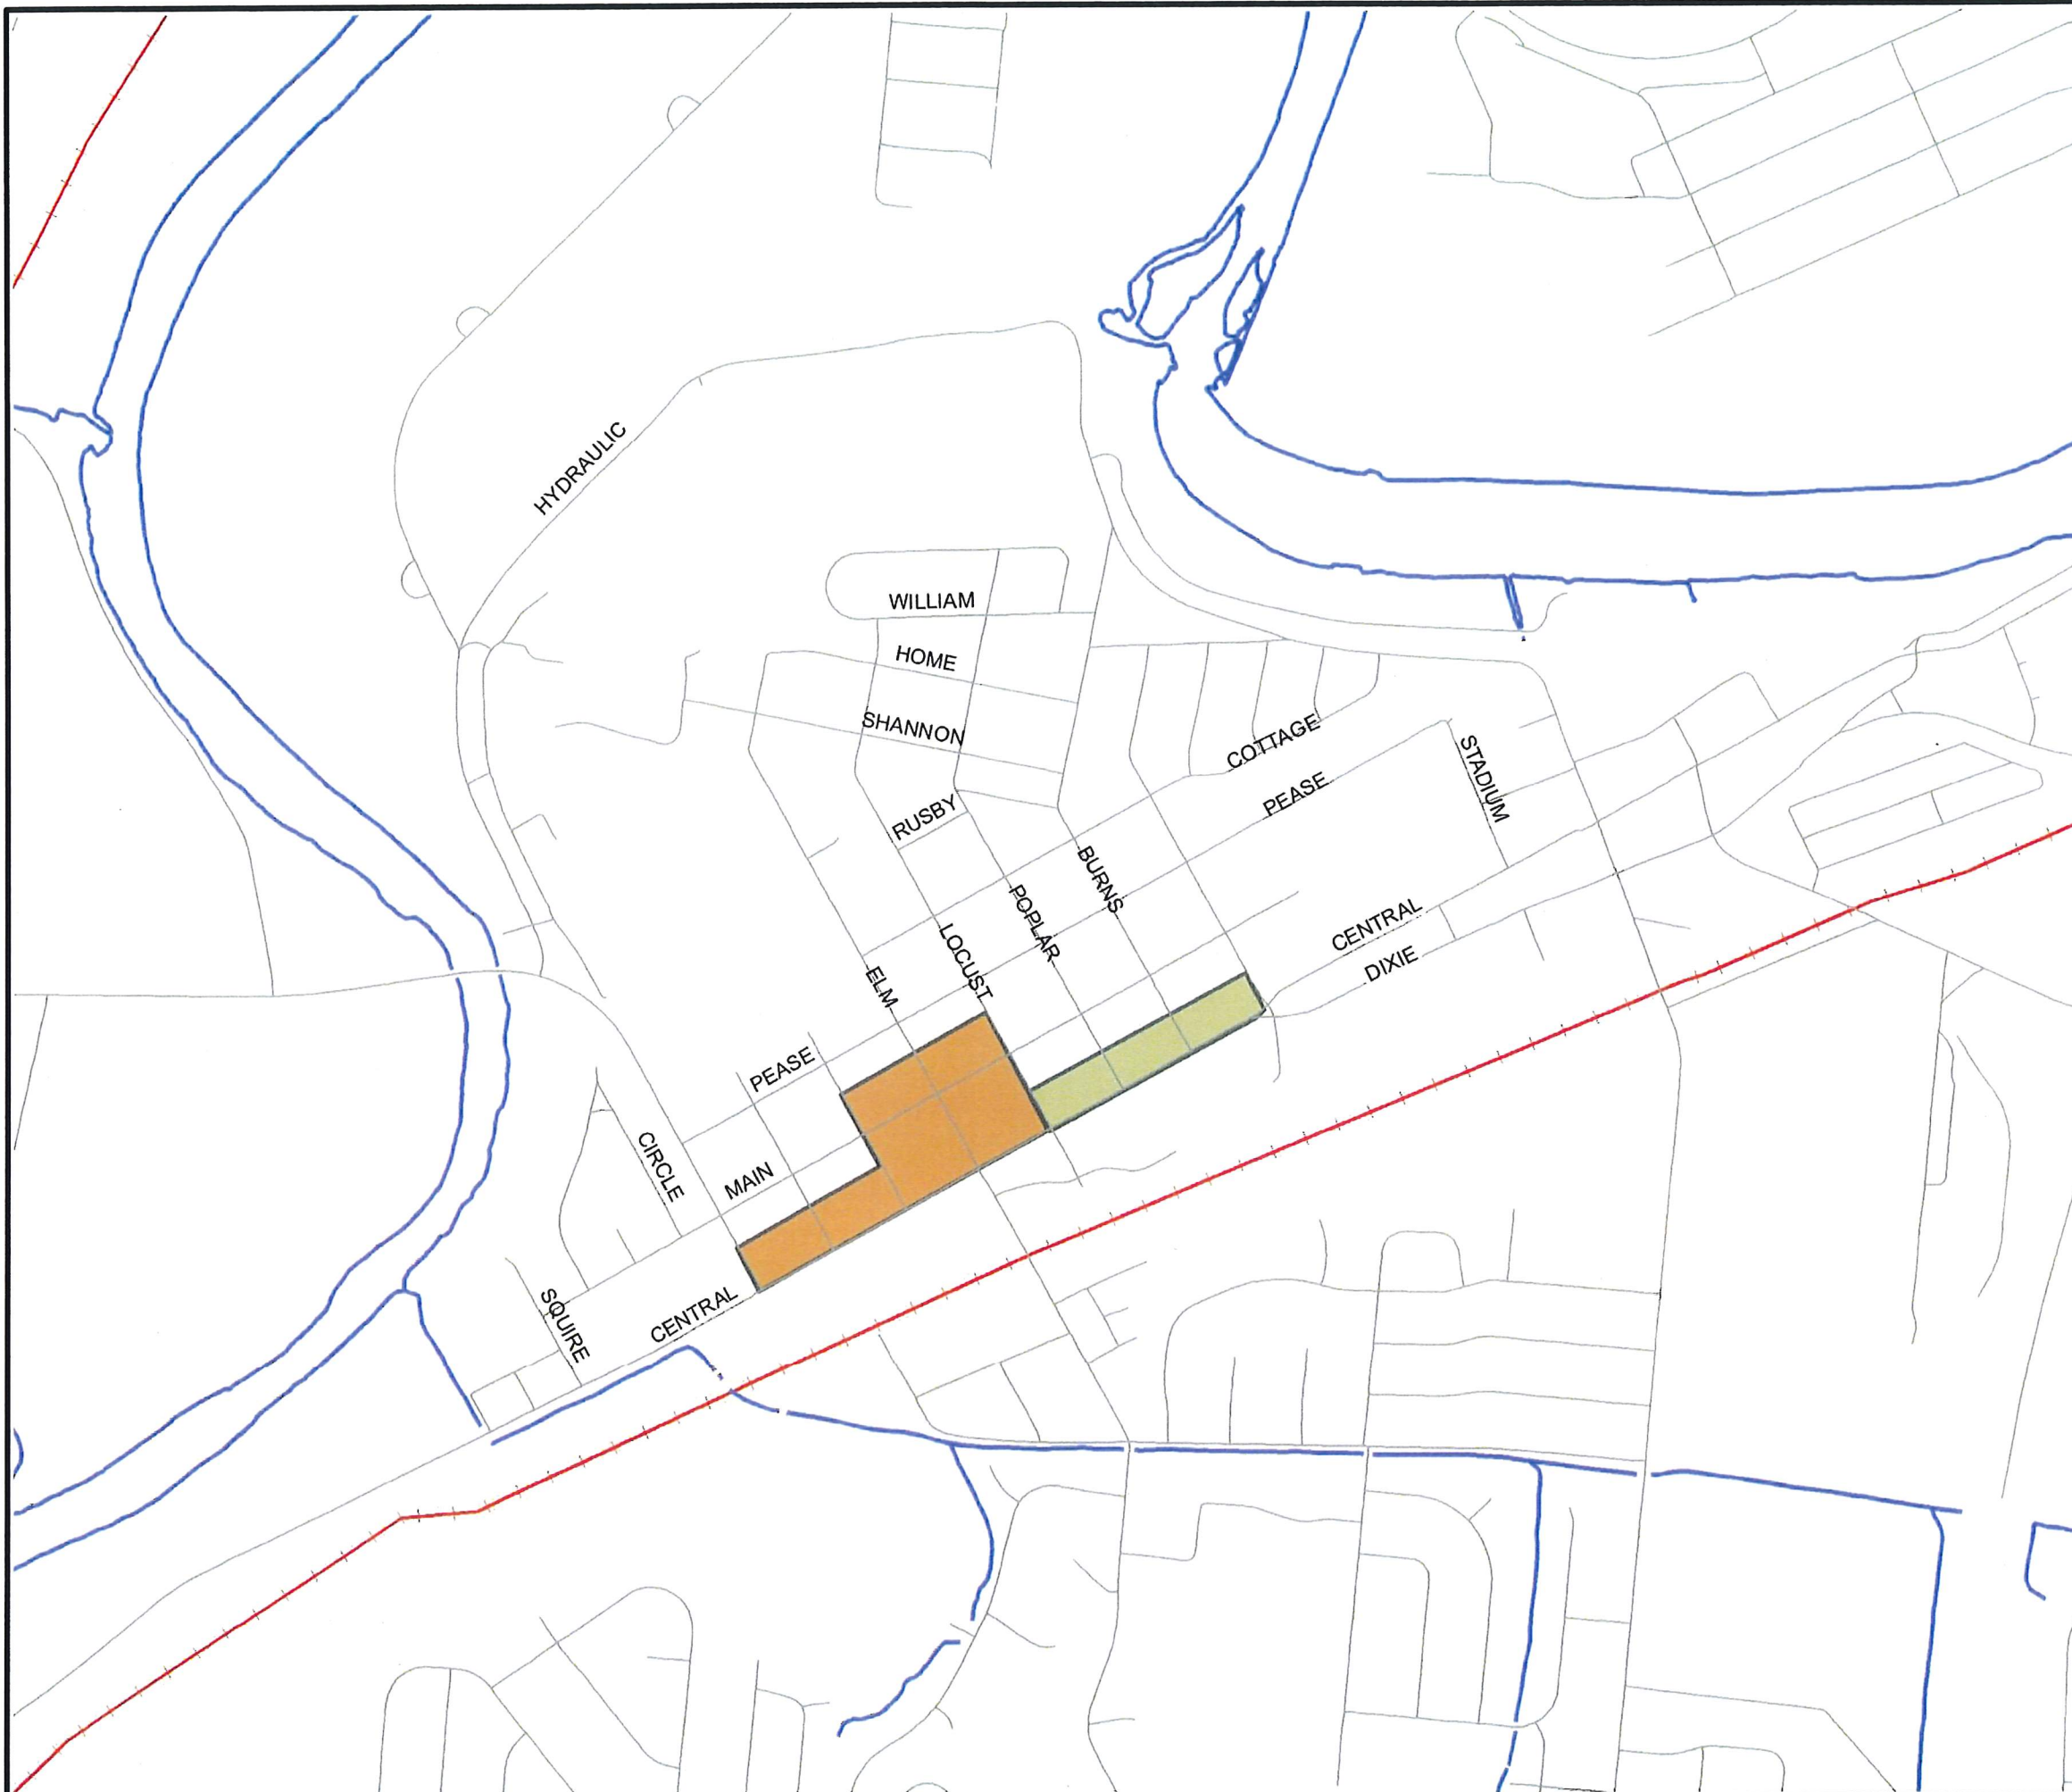 HYDRAULIC
WILLIAM
HOME
SHANNON
COTTAGE
STADIUM
PEASE
RUSBY
BURNS
POPLAR
LOCUST
CENTRAL
DIXIE
ELM
PEASE
CIRCLE
MAIN
SQUIRE
CENTRAL